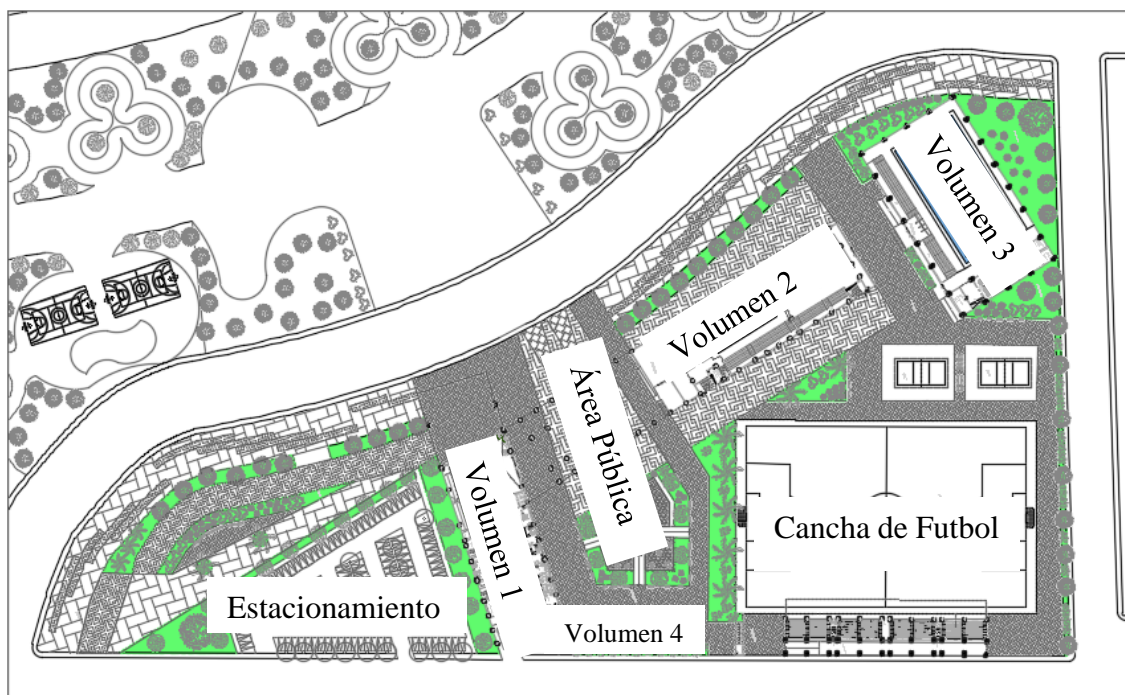 Volumen 3
Volumen 2
Área Pública
Volumen 1
Cancha de Futbol
Estacionamiento
Volumen 4